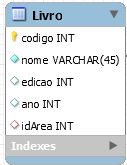 Livro
codigo INT
nome VARCHAR(45)
edicao INT
ano INT
idArea INT
Indexes